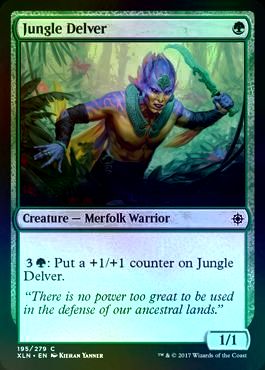 Jungle Delver
Creature — Merfolk Warrior
3: Put a +1/+1 counter on Jungle
Delver.
"There is no power too great to be used
in the defense of our ancestral lands."
1/1
195/279 C
XLN • EN KIERAN YANNER
™ & © 2017 Wizards of the Coast